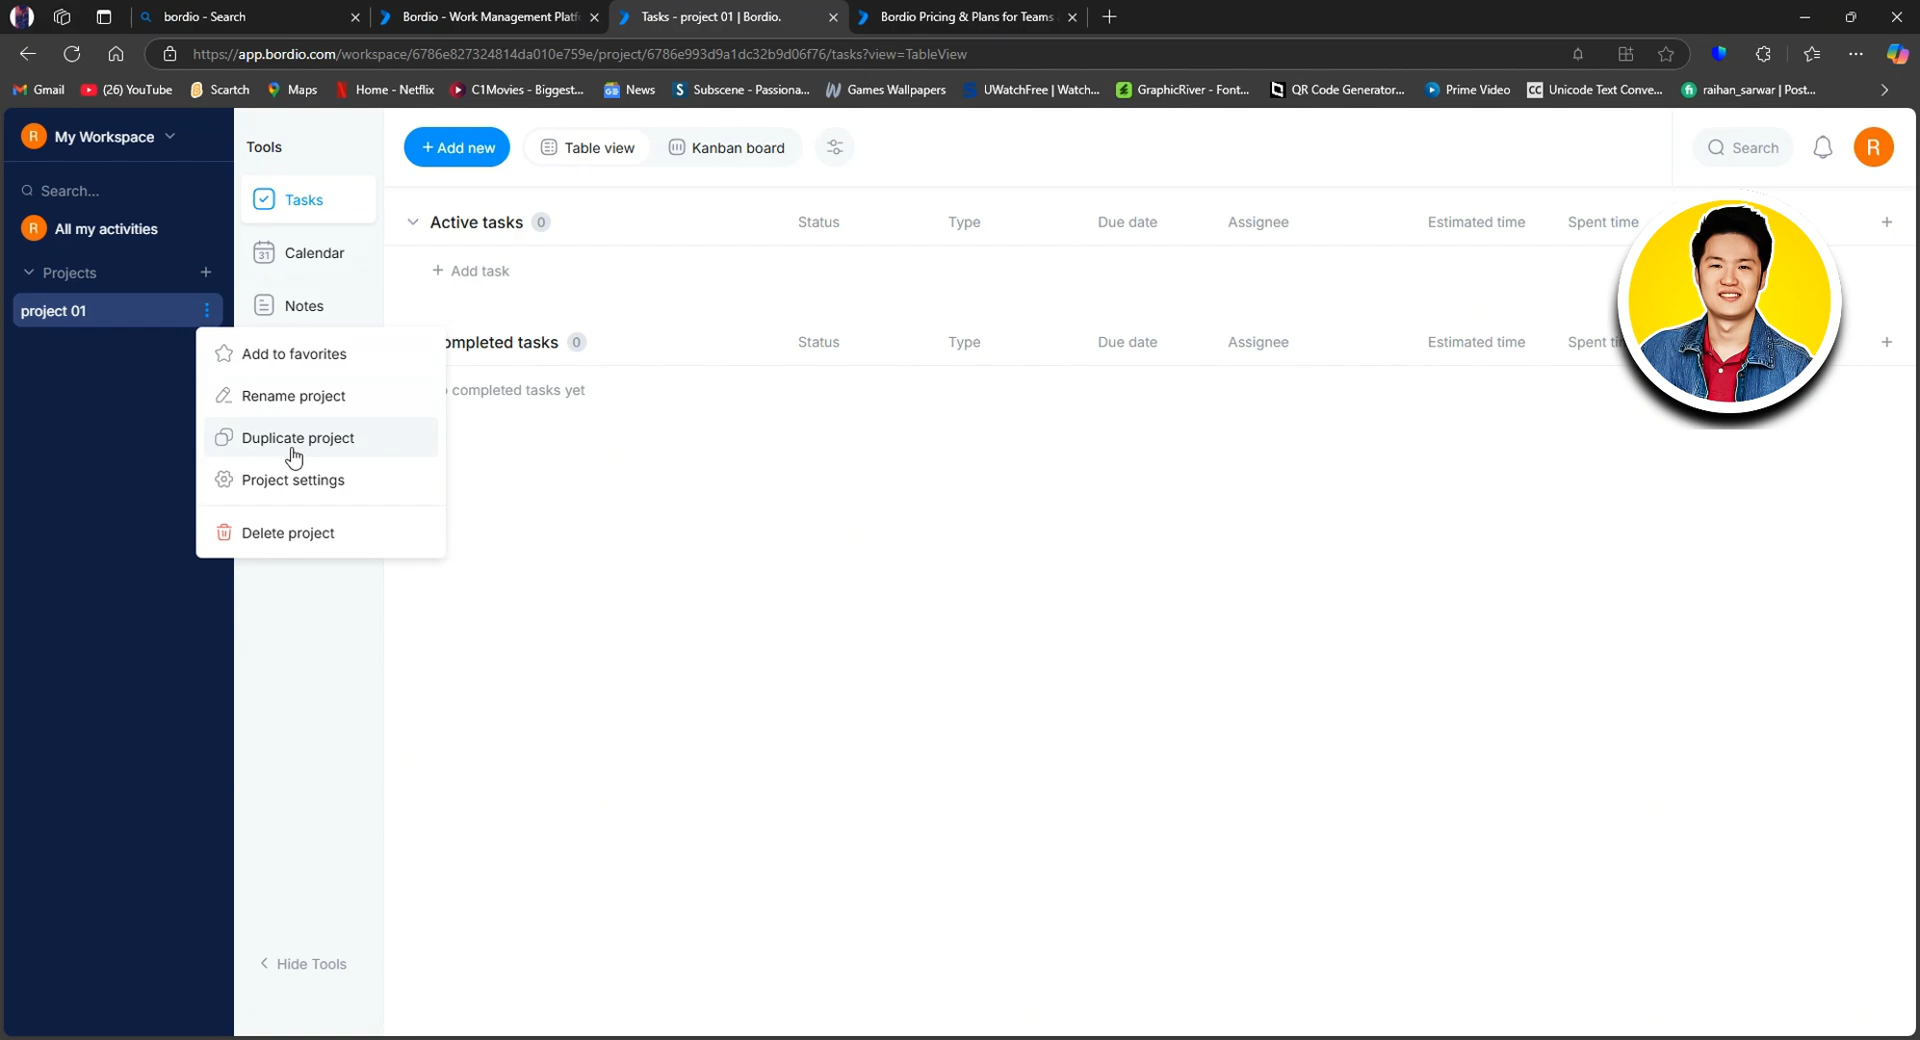 bordio - Search
Bordio - Work Management Platf
Tasks - project 01 | Bordio.
Bordio Pricing & Plans for Teams
https://app.bordio.com/workspace/6786e827324814da010e759e/project/6786e993d9a1dc32b9d06f76/tasks?view=TableView
Gmail
(26) YouTube
Scartch
Maps
Home - Netflix
C1Movies - Biggest...
News
Subscene - Passiona...
Games Wallpapers
UWatchFree | Watch...
GraphicRiver - Font...
QR Code Generator...
Prime Video
Unicode Text Conve...
raihan_sarwar | Post...
R My Workspace
Search...
R All my activities
Projects +
project 01
Tools
Tasks
31 Calendar
Notes
Add to favorites
Rename project
Duplicate project
Project settings
Delete project
Hide Tools
+ Add new
Table view
Kanban board
Search
R
Active tasks 0 Status Type Due date Assignee Estimated time Spent time +
+ Add task
ompleted tasks 0 Status Type Due date Assignee Estimated time Spent ti +
completed tasks yet